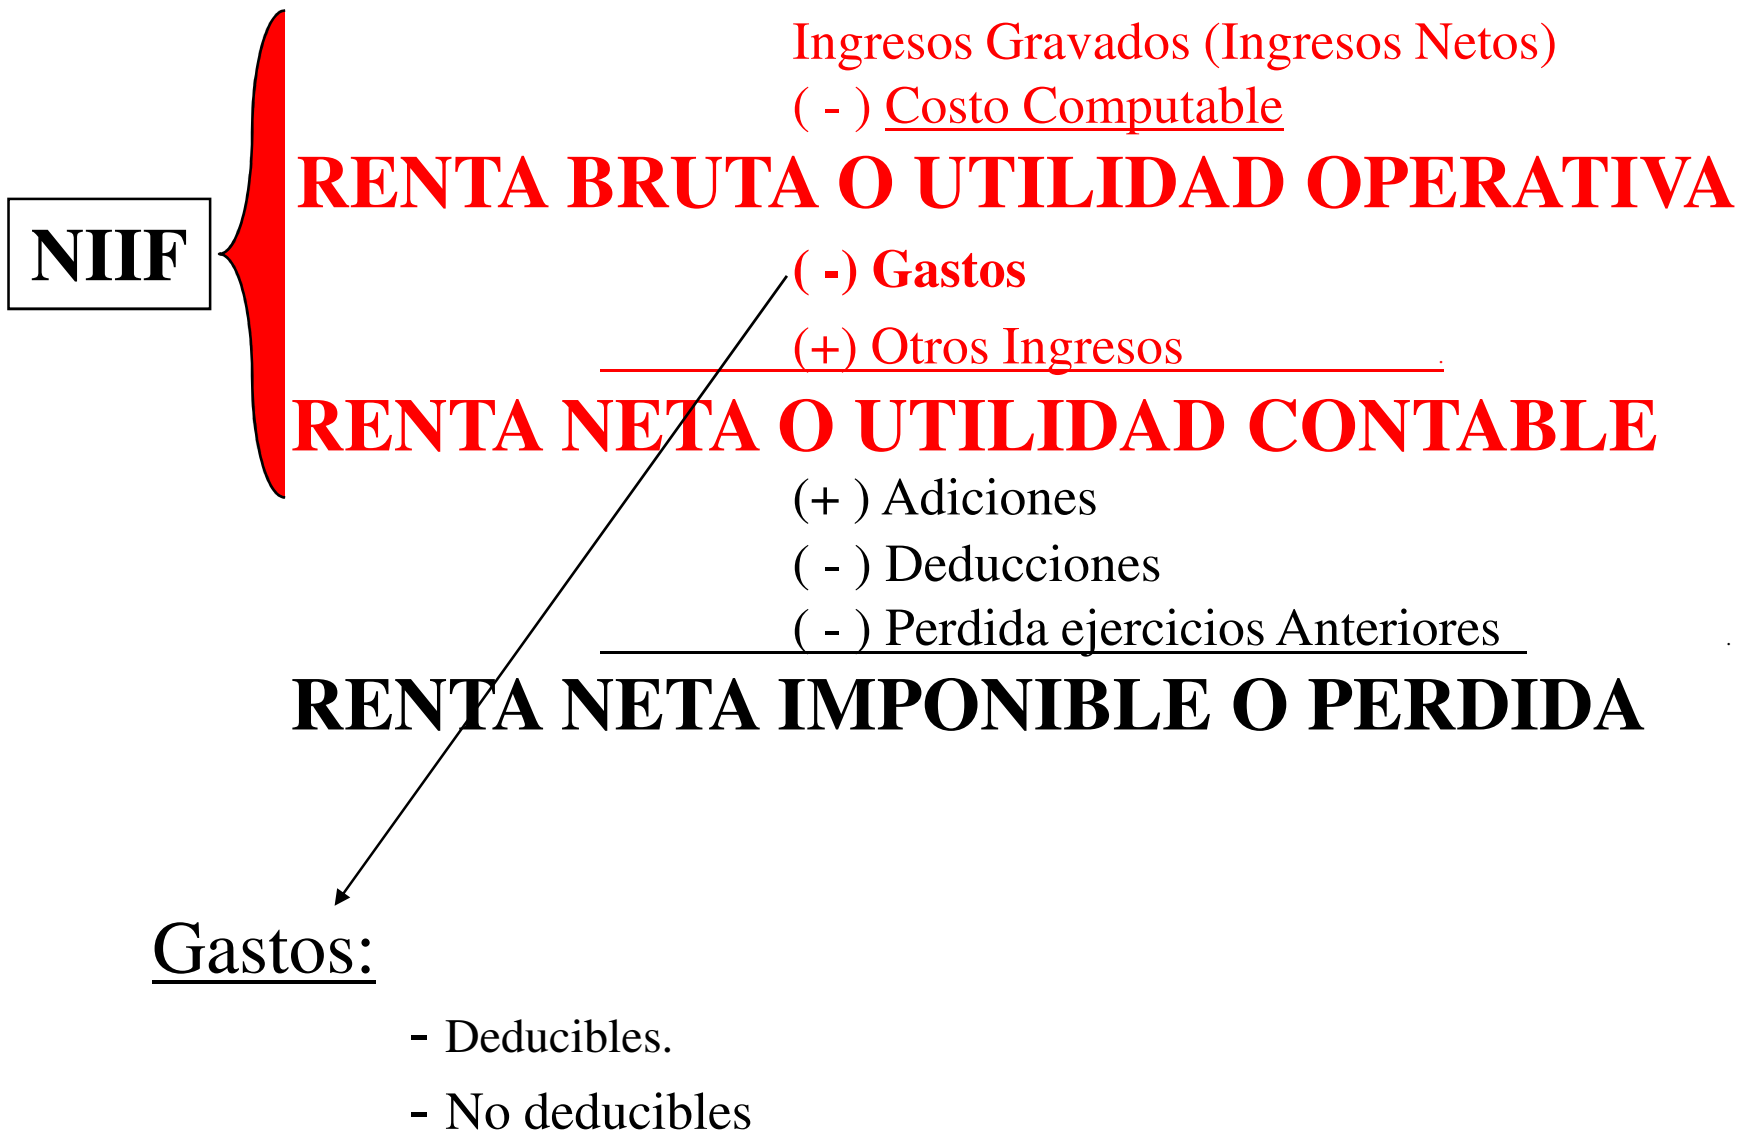 Ingresos Gravados (Ingresos Netos)
( - ) Costo Computable
RENTA BRUTA O UTILIDAD OPERATIVA
NIIF
( -) Gastos
(+) Otros Ingresos .
RENTA NETA O UTILIDAD CONTABLE
(+ ) Adiciones
( - ) Deducciones
( - ) Perdida ejercicios Anteriores .
RENTA NETA IMPONIBLE O PERDIDA
Gastos:
- Deducibles.
- No deducibles